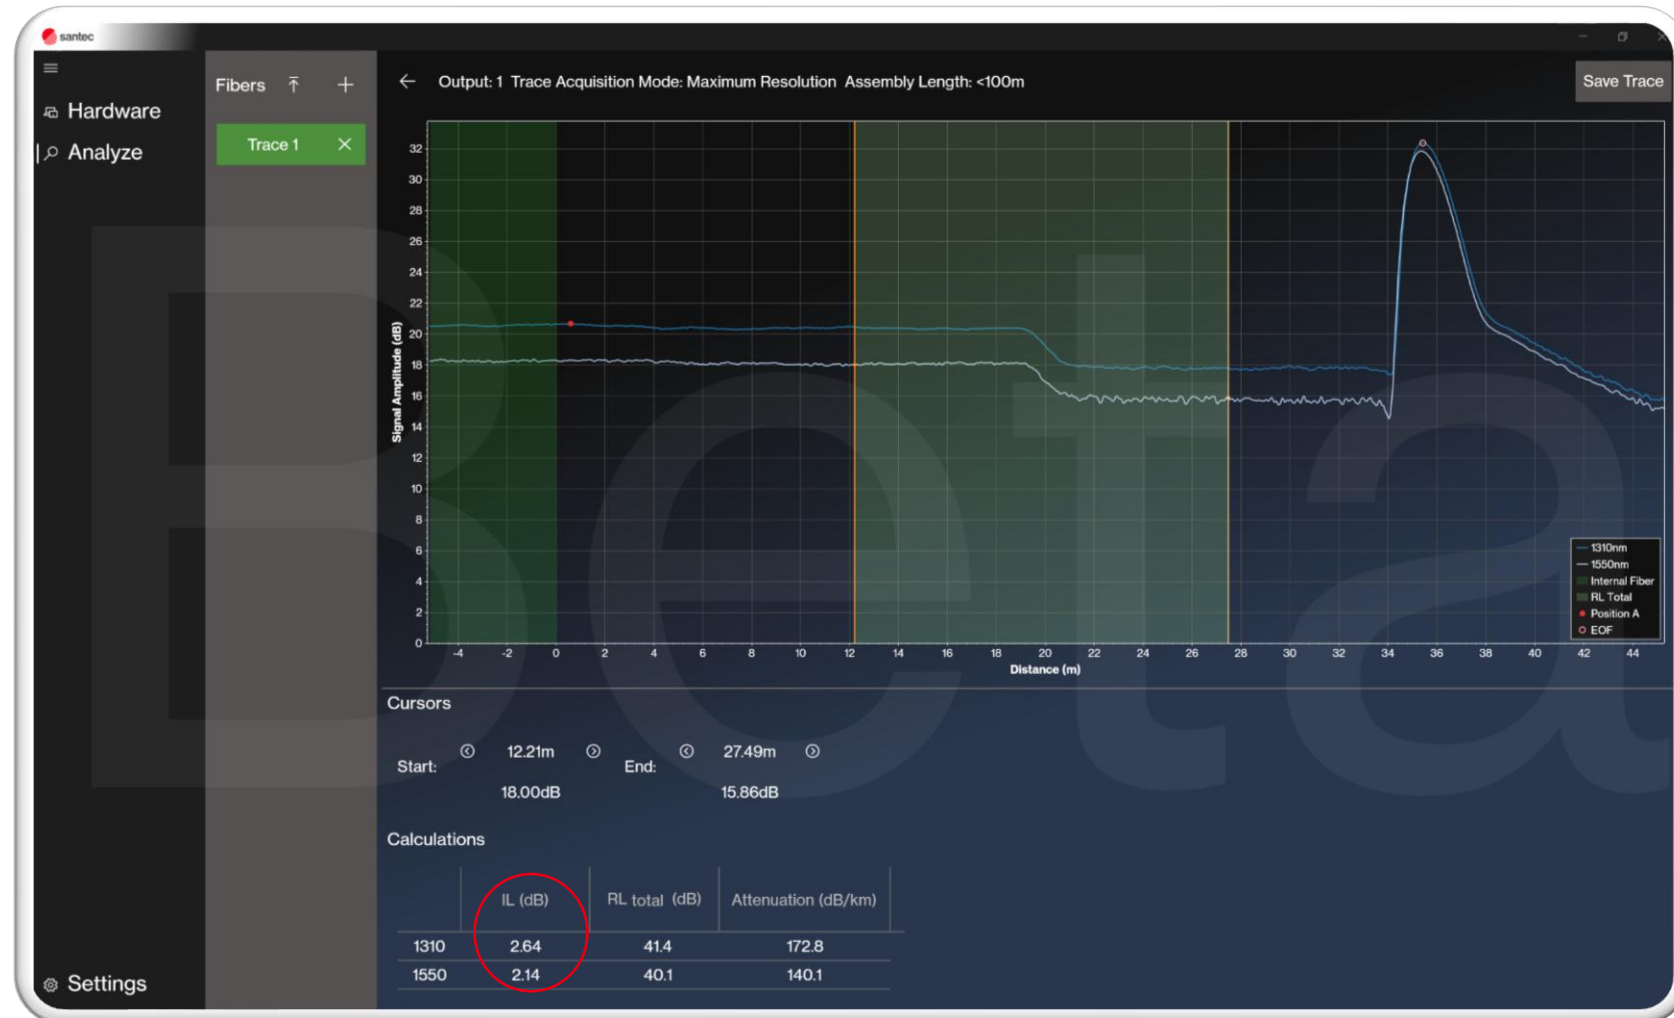 santec
Hardware
Analyze
Settings
Fibers
Trace 1
Output: 1 Trace Acquisition Mode: Maximum Resolution Assembly Length: <100m
Save Trace
Signal Amplitude (dB)
32
30
28
26
24
22
20
18
16
14
12
10
8
6
4
2
0
-4 -2 0 2 4 6 8 10 12 14 16 18 20 22 24 26 28 30 32 34 36 38 40 42 44
Distance (m)
1310nm
1550nm
Internal Fiber
RL Total
Position A
EOF
Beta
Cursors
Start: 12.21m End: 27.49m
18.00dB 15.86dB
Calculations
IL (dB) RL total (dB) Attenuation (dB/km)
1310 2.64 41.4 172.8
1550 2.14 40.1 140.1